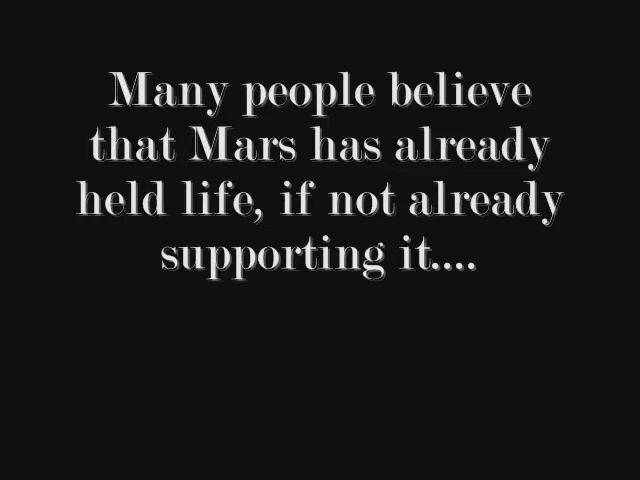 Many people believe
that Mars has already
held life, if not already
supporting it....